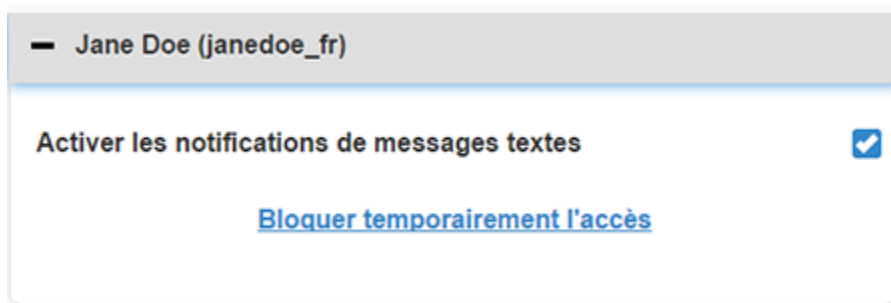 Jane Doe (janedoe_fr)
Activer les notifications de messages textes
Bloquer temporairement l'accès